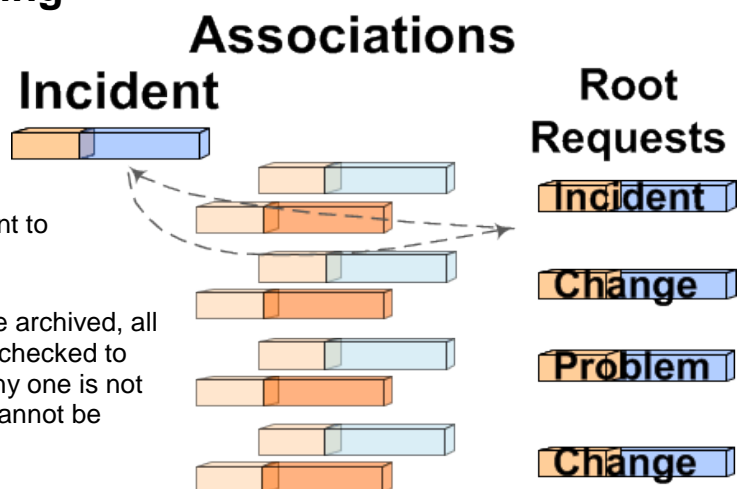 Associations
Incident
Root
Requests
Incident
Change
Problem
Change
nt to
e archived, all
checked to
ny one is not
annot be